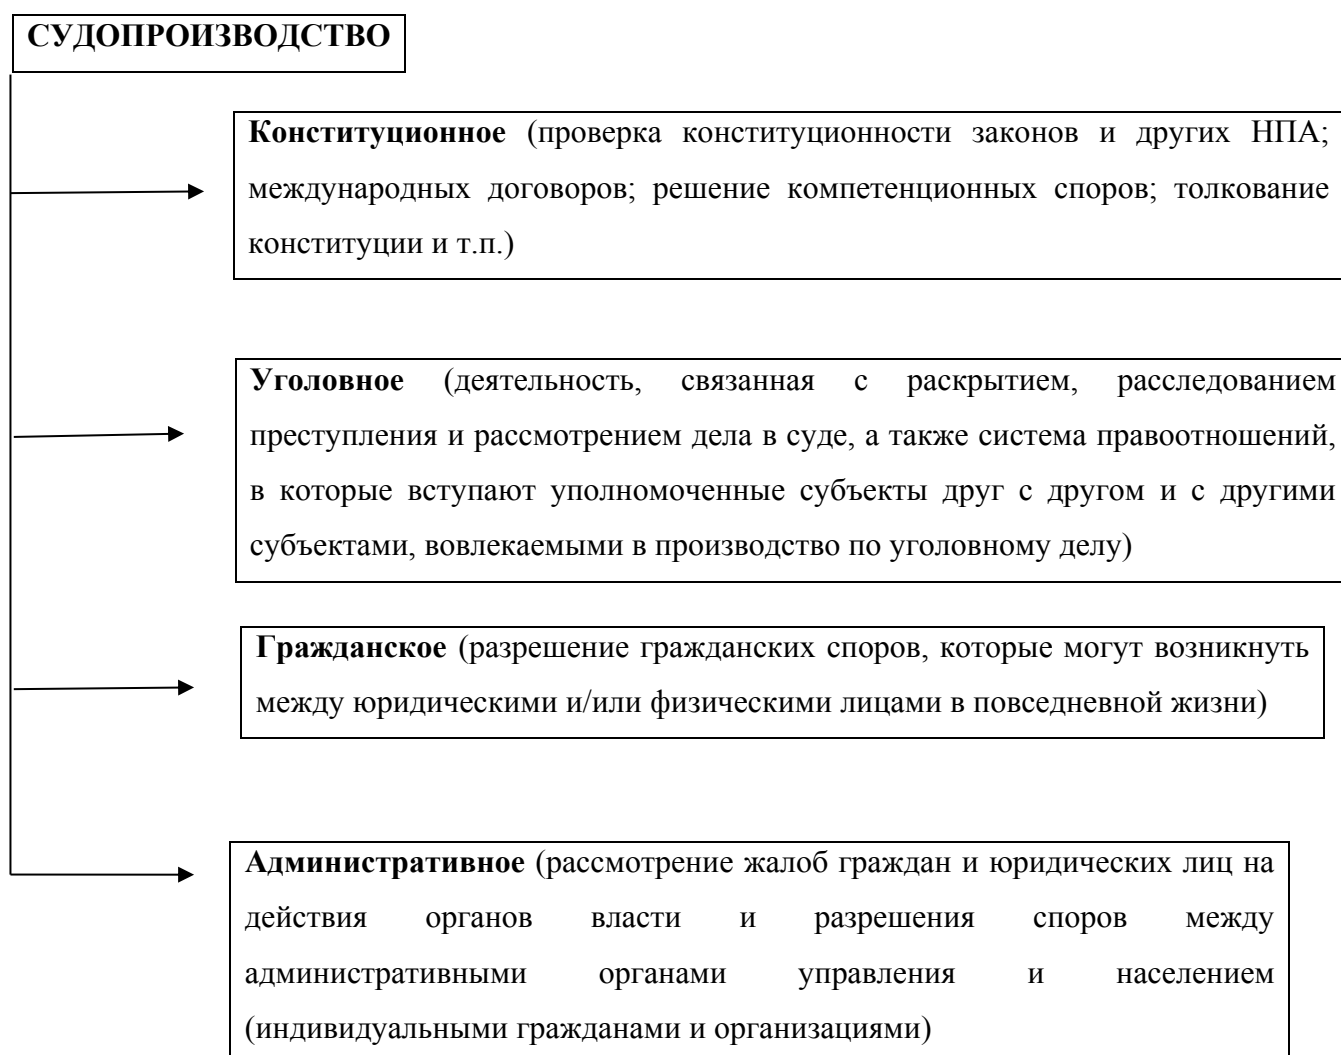 СУДОПРОИЗВОДСТВО
Конституционное (проверка конституционности законов и других НПА;
международных договоров; решение компетенционных споров; толкование
конституции и т.п.)
Уголовное (деятельность, связанная с раскрытием, расследованием
преступления и рассмотрением дела в суде, а также система правоотношений,
в которые вступают уполномоченные субъекты друг с другом и с другими
субъектами, вовлекаемыми в производство по уголовному делу)
Гражданское (разрешение гражданских споров, которые могут возникнуть
между юридическими и/или физическими лицами в повседневной жизни)
Административное (рассмотрение жалоб граждан и юридических лиц на
действия органов власти и разрешения споров между
административными органами управления и населением
(индивидуальными гражданами и организациями)